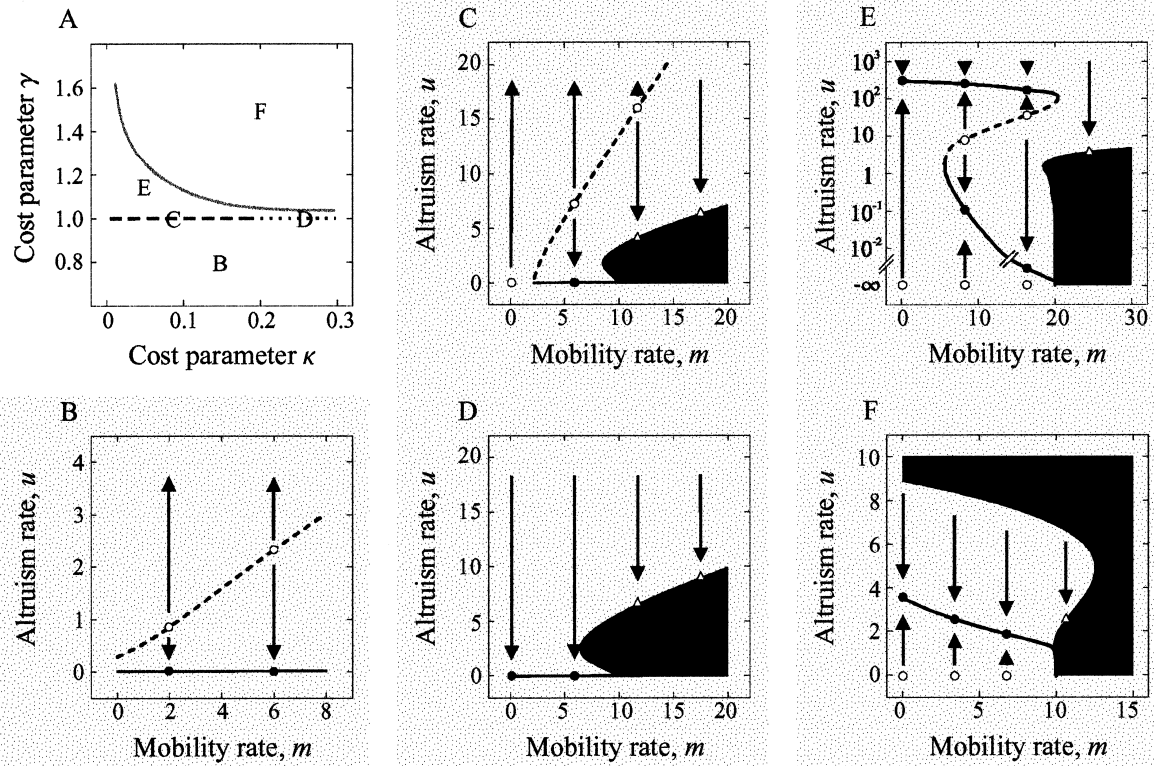 A
Cost parameter γ
1.6
1.4
1.2
1.0
0.8
F
E
C
D
B
0
0.1
0.2
0.3
Cost parameter κ
C
Altruism rate, u
20
15
10
5
0
0
5
10
15
20
Mobility rate, m
E
Altruism rate, u
10³
10²
10
1
10⁻¹
10⁻²
-∞
0
10
20
30
Mobility rate, m
B
Altruism rate, u
4
3
2
1
0
0
2
4
6
8
Mobility rate, m
D
Altruism rate, u
20
15
10
5
0
0
5
10
15
20
Mobility rate, m
F
Altruism rate, u
10
8
6
4
2
0
0
5
10
15
Mobility rate, m